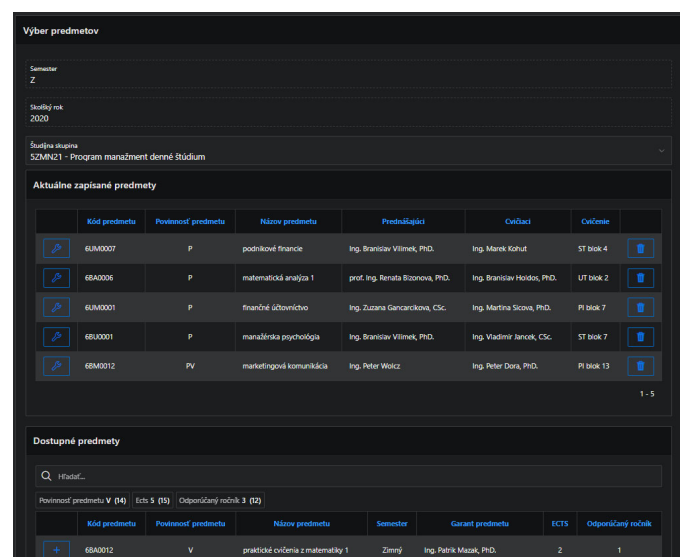 Výber predmetov
Semester
Z
Školský rok
2020
Študijna skupina
5ZMN21 - Program manažment denné štúdium
Aktuálne zapísané predmety
Kód predmetu Povinnosť predmetu Názov predmetu Prednášajúci Cvičiaci Cvičenie
6UM0007 P podnikové financie Ing. Branislav Vilimek, PhD. Ing. Marek Kohut ST blok 4
6BA0006 P matematická analýza 1 prof. Ing. Renata Bizonova, PhD. Ing. Branislav Holdos, PhD. UT blok 2
6UM0001 P finančné účtovníctvo Ing. Zuzana Gancarcikova, CSc. Ing. Martina Sicova, PhD. PI blok 7
6BU0001 P manažérska psychológia Ing. Branislav Vilimek, PhD. Ing. Vladimir Jancek, CSc. ST blok 7
6BM0012 PV marketingová komunikácia Ing. Peter Wolcz Ing. Peter Dora, PhD. PI blok 13
1 - 5
Dostupné predmety
Hľadať...
Povinnosť predmetu V (14) Ects 5 (15) Odporúčaný ročník 3 (12)
Kód predmetu Povinnosť predmetu Názov predmetu Semester Garant predmetu ECTS Odporúčaný ročník
6BA0012 V praktické cvičenia z matematiky 1 Zimný Ing. Patrik Mazak, PhD. 2 1